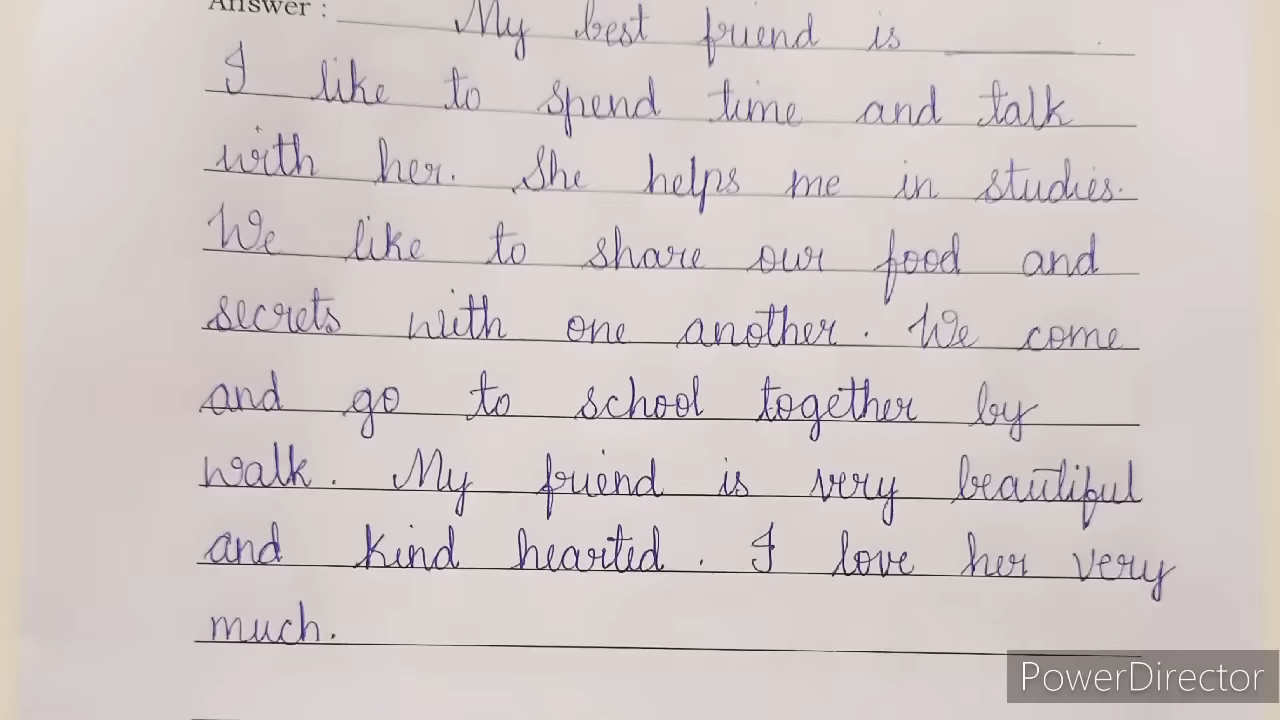 Answer : My best friend is ______ .
I like to spend time and talk
with her. She helps me in studies.
We like to share our food and
secrets with one another. We come
and go to school together by
walk. My friend is very beautiful
and kind hearted. I love her very
much.
PowerDirector